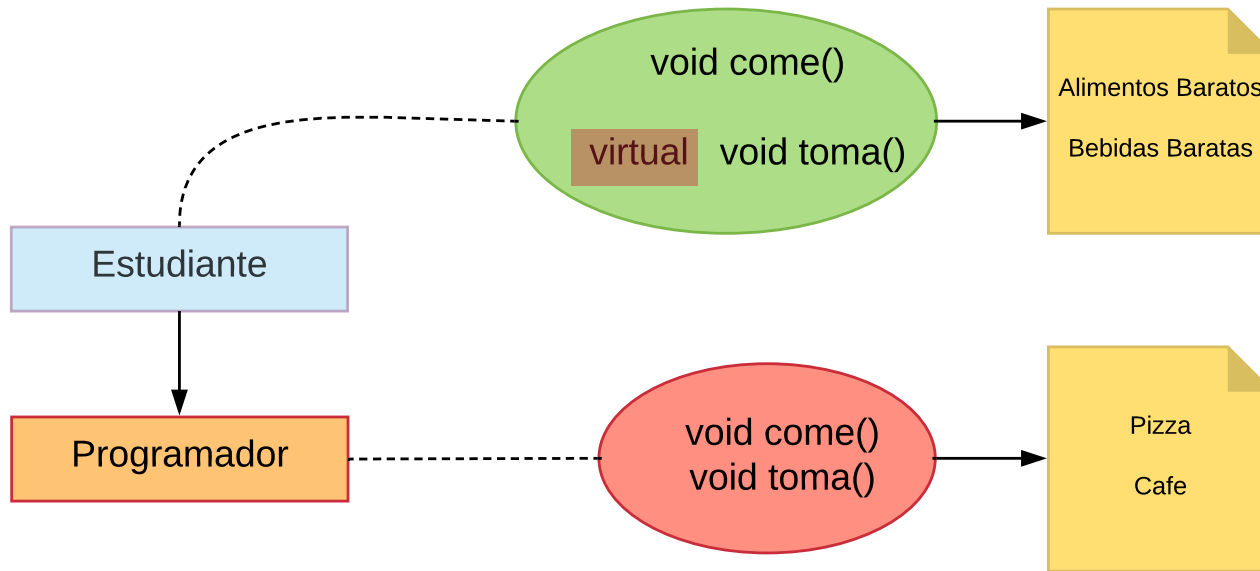 void come()
virtual void toma()
Alimentos Baratos
Bebidas Baratas
Estudiante
Programador
void come()
void toma()
Pizza
Cafe